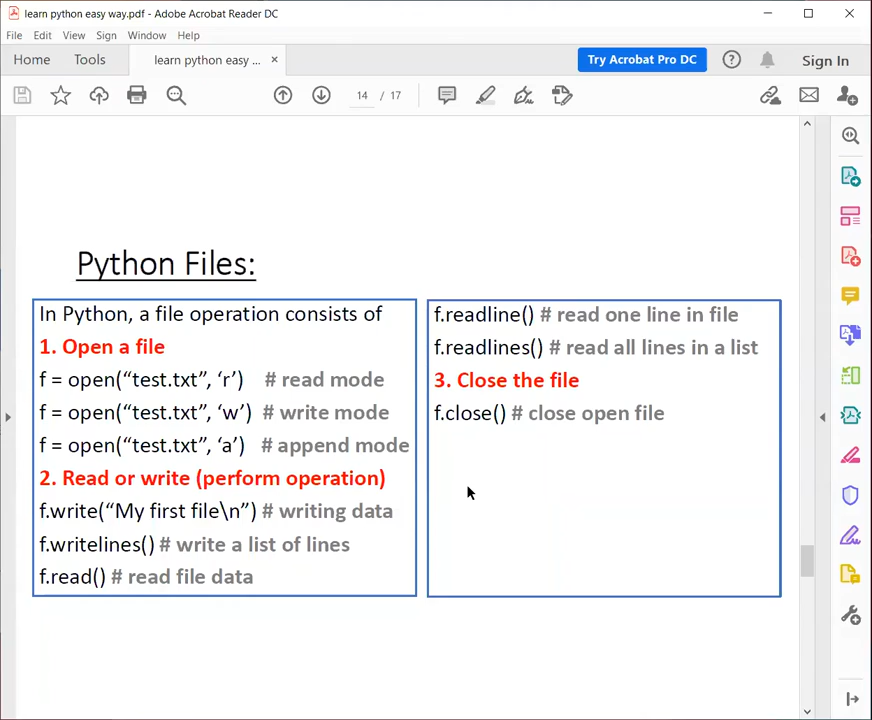 learn python easy way.pdf - Adobe Acrobat Reader DC
File Edit View Sign Window Help
Home Tools learn python easy ... × Try Acrobat Pro DC Sign In
14 / 17
Python Files:
In Python, a file operation consists of
1. Open a file
f = open(“test.txt”, ‘r’) # read mode
f = open(“test.txt”, ‘w’) # write mode
f = open(“test.txt”, ‘a’) # append mode
2. Read or write (perform operation)
f.write(“My first file\n”) # writing data
f.writelines() # write a list of lines
f.read() # read file data
f.readline() # read one line in file
f.readlines() # read all lines in a list
3. Close the file
f.close() # close open file